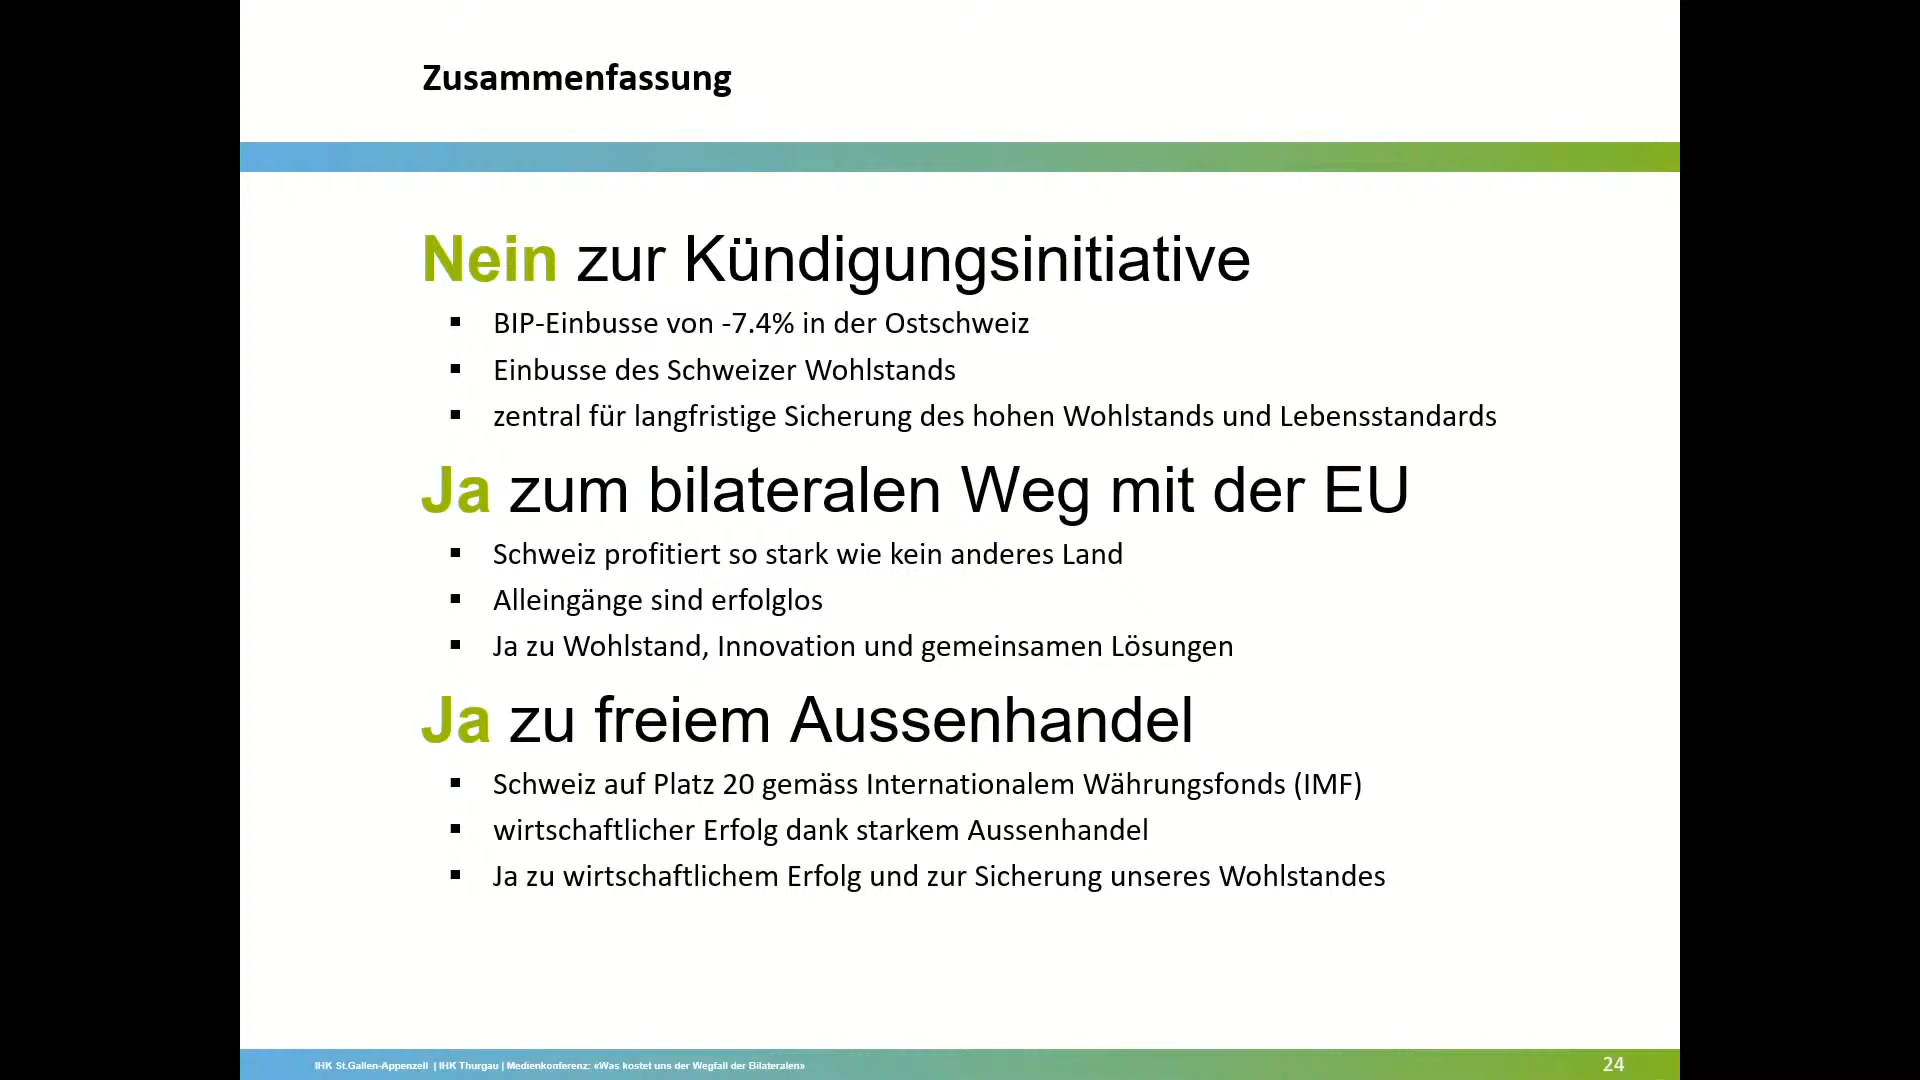 Zusammenfassung
Nein zur Kündigungsinitiative
▪ BIP-Einbusse von -7.4% in der Ostschweiz
▪ Einbusse des Schweizer Wohlstands
▪ zentral für langfristige Sicherung des hohen Wohlstands und Lebensstandards
Ja zum bilateralen Weg mit der EU
▪ Schweiz profitiert so stark wie kein anderes Land
▪ Alleingänge sind erfolglos
▪ Ja zu Wohlstand, Innovation und gemeinsamen Lösungen
Ja zu freiem Aussenhandel
▪ Schweiz auf Platz 20 gemäss Internationalem Währungsfonds (IMF)
▪ wirtschaftlicher Erfolg dank starkem Aussenhandel
▪ Ja zu wirtschaftlichem Erfolg und zur Sicherung unseres Wohlstandes
IHK St.Gallen-Appenzell | IHK Thurgau | Medienkonferenz: «Was kostet uns der Wegfall der Bilateralen» 24